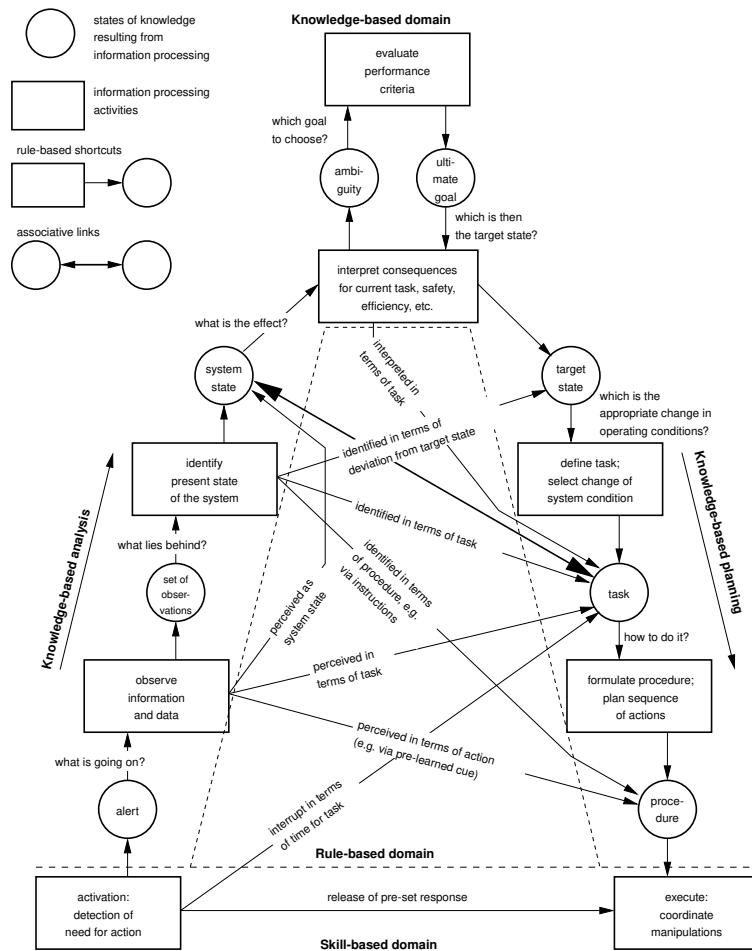 states of knowledge
resulting from
information processing
information processing
activities
rule-based shortcuts
associative links
Knowledge-based domain
evaluate
performance
criteria
which goal
to choose?
ambi-
guity
ulti-
mate goal
which is then
the target state?
interpret consequences
for current task, safety,
efficiency, etc.
what is the effect?
system
state
interpreted in
terms of task
target
state
which is the
appropriate change in
operating conditions?
identify
present state
of the system
identified in terms of
deviation from target state
define task;
select change of
system condition
Knowledge-based analysis
Knowledge-based planning
what lies behind?
identified in terms of task
identified in terms
of procedure, e.g.
via instructions
set of
obser-
vations
perceived as
system state
task
how to do it?
observe
information
and data
perceived in
terms of task
formulate procedure;
plan sequence
of actions
perceived in terms of action
(e.g. via pre-learned cue)
what is going on?
alert
interrupt in terms
of time for task
proce-
dure
Rule-based domain
activation:
detection of
need for action
release of pre-set response
execute:
coordinate
manipulations
Skill-based domain